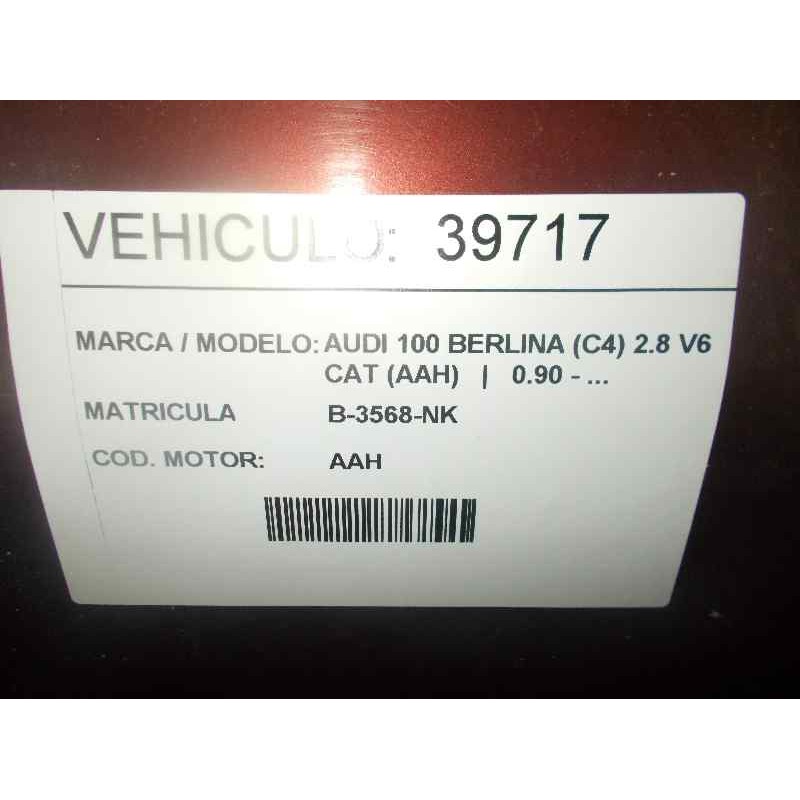 VEHICULO: 39717
MARCA / MODELO: AUDI 100 BERLINA (C4) 2.8 V6
CAT (AAH) | 0.90 - ...
MATRICULA B-3568-NK
COD. MOTOR: AAH